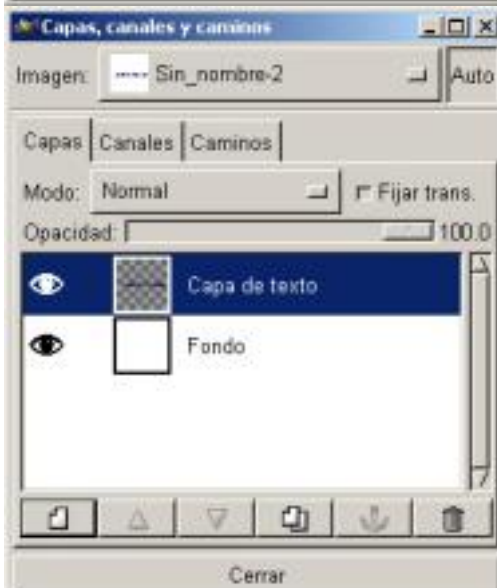 Capas, canales y caminos
Imagen: Sin_nombre-2 Auto
Capas Canales Caminos
Modo: Normal Fijar trans.
Opacidad: 100.0
Capa de texto
Fondo
Cerrar